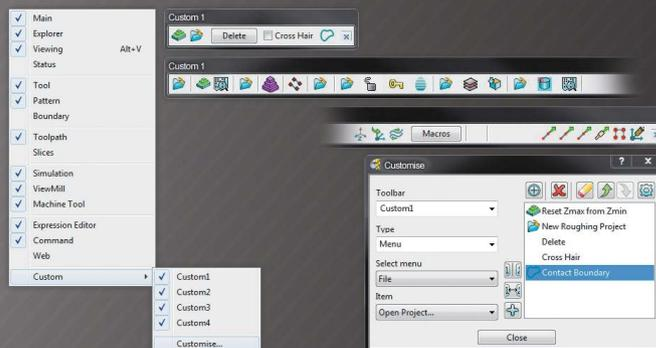 Main
Explorer
Viewing Alt+V
Status
Tool
Pattern
Boundary
Toolpath
Slices
Simulation
ViewMill
Machine Tool
Expression Editor
Command
Web
Custom
Custom1
Custom2
Custom3
Custom4
Customise...
Custom 1
Delete Cross Hair
Custom 1
Macros
Customise
Toolbar
Custom1
Type
Menu
Select menu
File
Item
Open Project...
Reset Zmax from Zmin
New Roughing Project
Delete
Cross Hair
Contact Boundary
Close